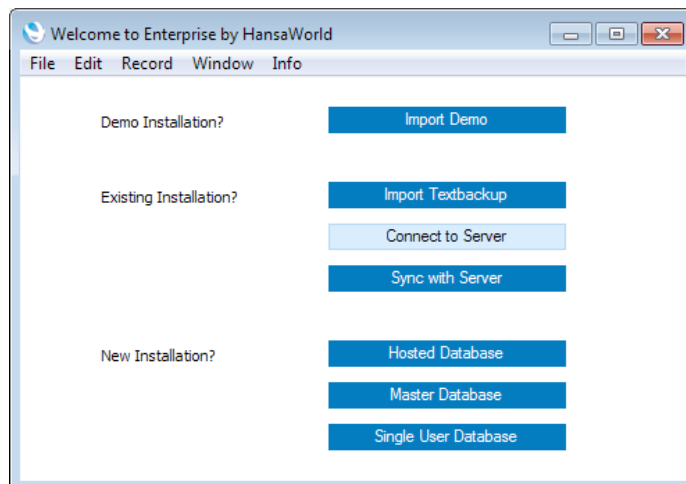 Welcome to Enterprise by HansaWorld
File Edit Record Window Info
Demo Installation? Import Demo
Existing Installation? Import Textbackup
Connect to Server
Sync with Server
New Installation? Hosted Database
Master Database
Single User Database